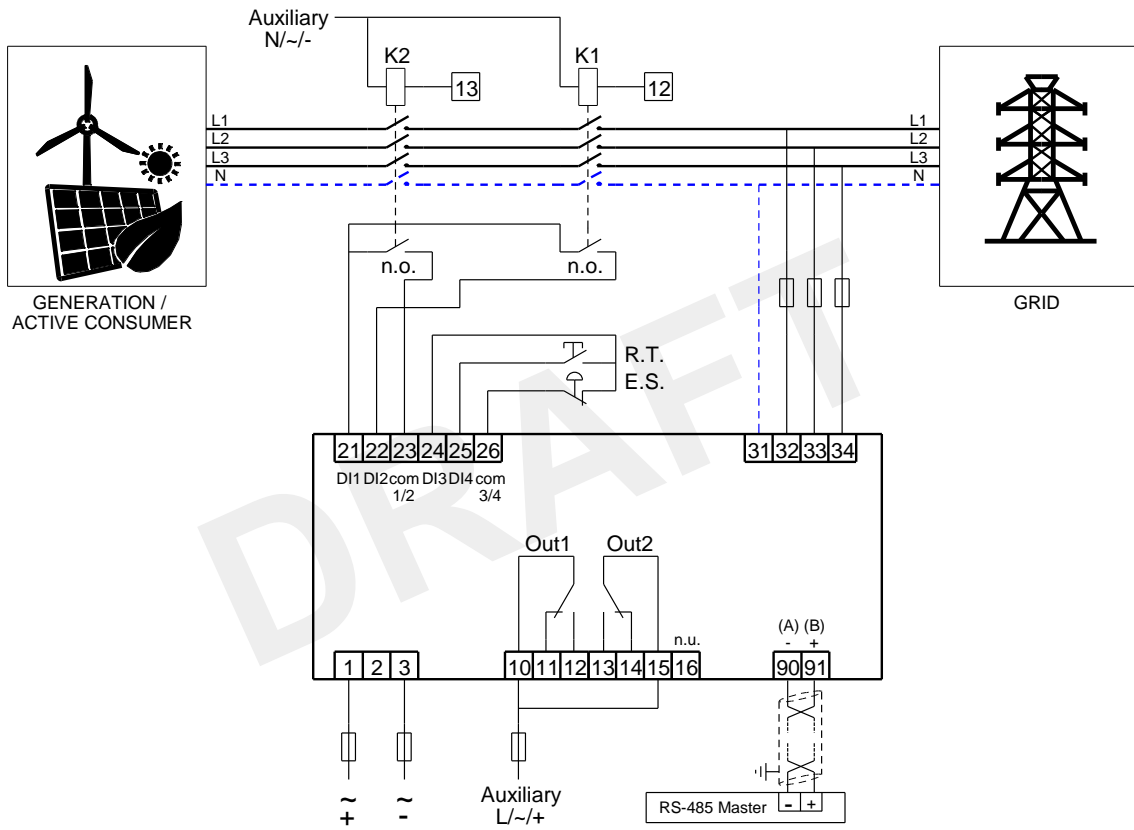 Auxiliary
N/~/-
K2
K1
13
12
L1
L1
L2
L2
L3
L3
N
N
n.o.
n.o.
GENERATION /
ACTIVE CONSUMER
GRID
R.T.
E.S.
DRAFT
21 22 23 24 25 26
31 32 33 34
DI1 DI2 com DI3 DI4 com
1/2 3/4
Out1
Out2
n.u.
(A) (B)
- +
1 2 3
10 11 12 13 14 15 16
90 91
~ ~
+ -
Auxiliary
L/~/+
RS-485 Master - +